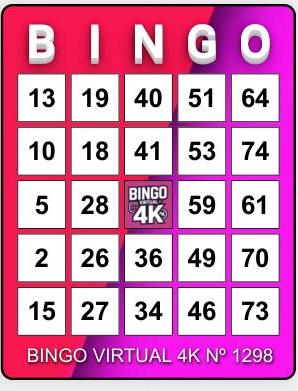 B I N G O
13 19 40 51 64
10 18 41 53 74
5 28 BINGO VIRTUAL 4K 59 61
2 26 36 49 70
15 27 34 46 73
BINGO VIRTUAL 4K Nº 1298